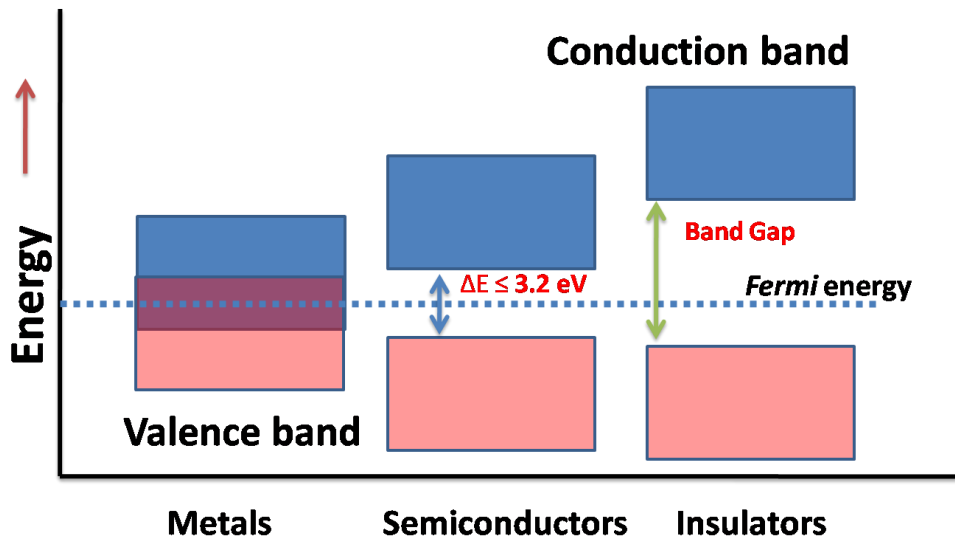 Conduction band
Energy
Band Gap
ΔE ≤ 3.2 eV
Fermi energy
Valence band
Metals
Semiconductors
Insulators